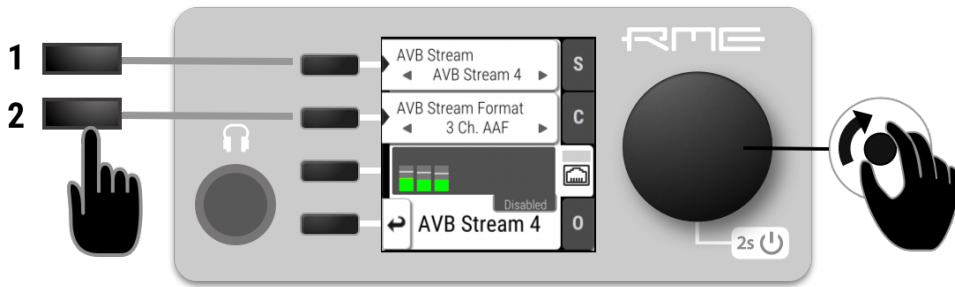 RME
1
AVB Stream
AVB Stream 4
S
2
AVB Stream Format
3 Ch. AAF
C
Disabled
AVB Stream 4
O
2s